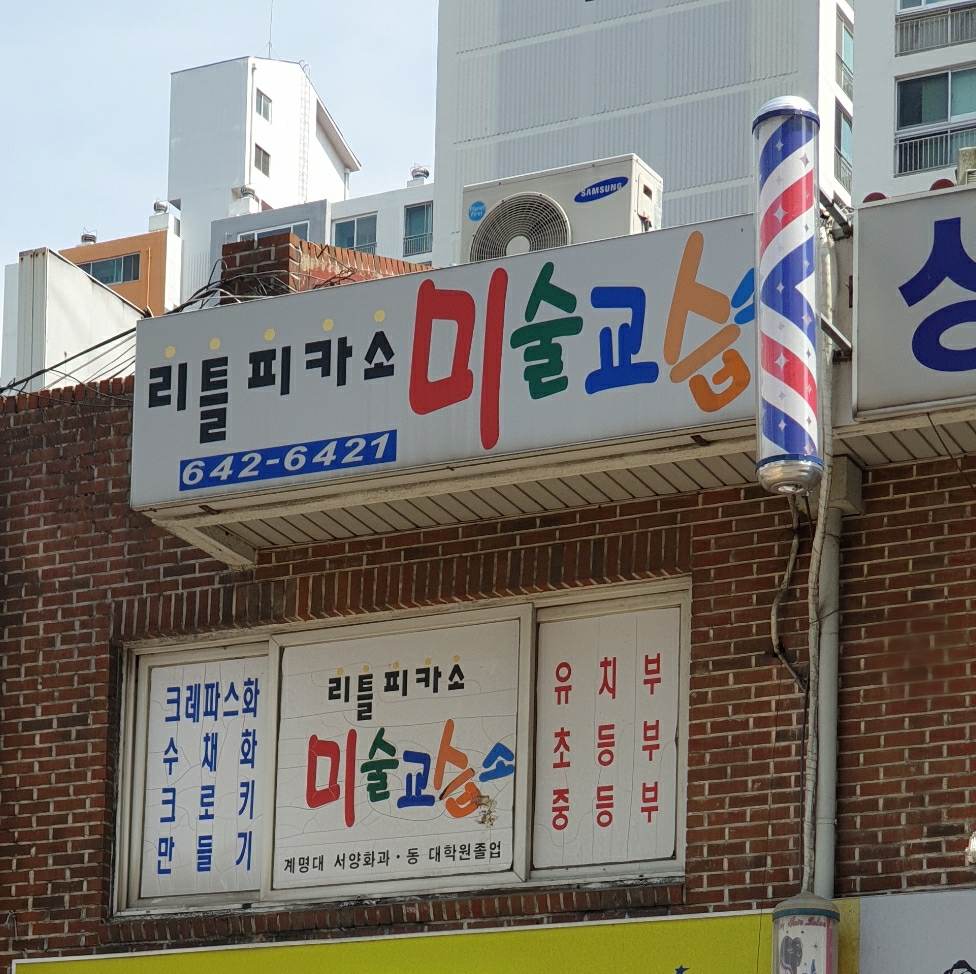 SAMSUNG
리틀피카소 미술교습
642-6421
크레파스화
수채화
크로키
만들기
리틀피카소
미술교습소
계명대 서양화과·동 대학원졸업
유치부
초등부
중등부